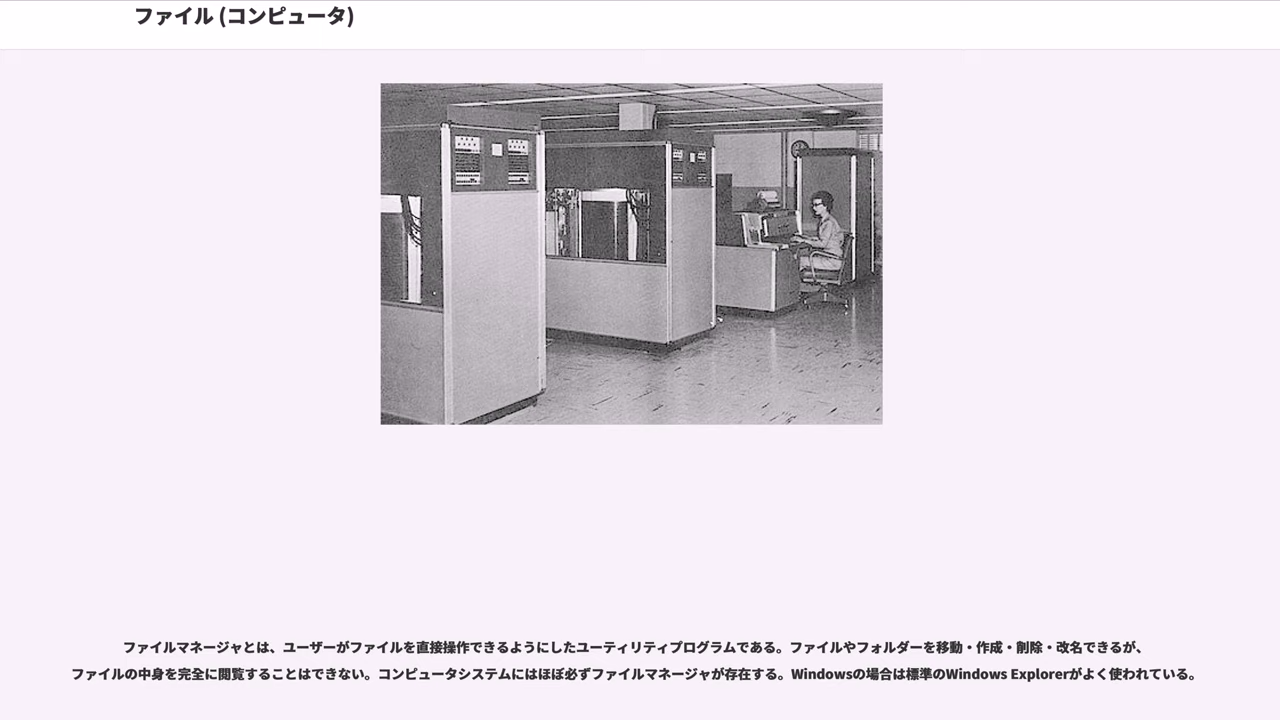 ファイル (コンピュータ)
ファイルマネージャとは、ユーザーがファイルを直接操作できるようにしたユーティリティプログラムである。ファイルやフォルダーを移動・作成・削除・改名できるが、
ファイルの中身を完全に閲覧することはできない。コンピュータシステムにはほぼ必ずファイルマネージャが存在する。Windowsの場合は標準のWindows Explorerがよく使われている。